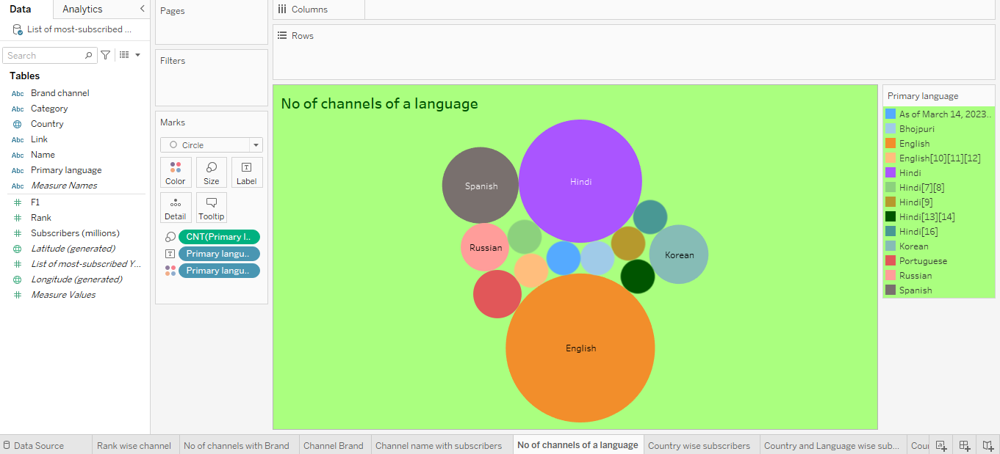 Data
Analytics
List of most-subscribed ...
Search
Tables
Abc Brand channel
Abc Category
Country
Abc Link
Abc Name
Abc Primary language
Abc Measure Names
F1
Rank
Subscribers (millions)
Latitude (generated)
List of most-subscribed Y...
Longitude (generated)
Measure Values
Pages
Filters
Marks
Circle
Color
Size
Label
Detail
Tooltip
CNT(Primary l..
Primary langu..
Primary langu..
Columns
Rows
No of channels of a language
Hindi
Spanish
Russian
Korean
English
Primary language
As of March 14, 2023..
Bhojpuri
English
English[10][11][12]
Hindi
Hindi[7][8]
Hindi[9]
Hindi[13][14]
Hindi[16]
Korean
Portuguese
Russian
Spanish
Data Source
Rank wise channel
No of channels with Brand
Channel Brand
Channel name with subscribers
No of channels of a language
Country wise subscribers
Country and Language wise sub...
Cou